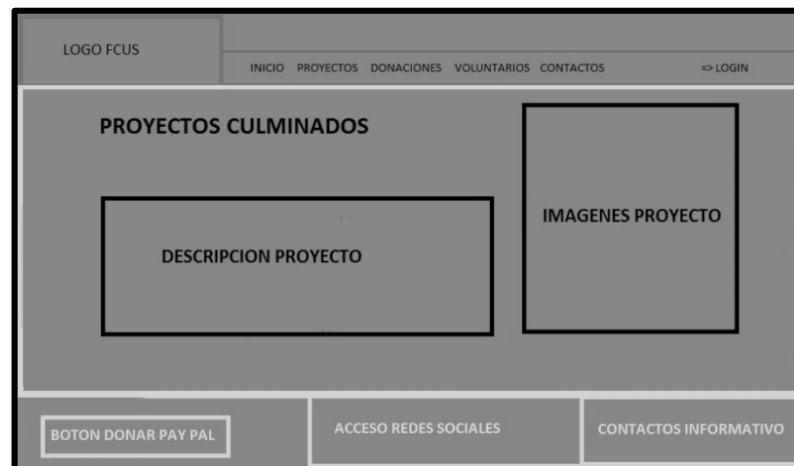 LOGO FCUS
INICIO PROYECTOS DONACIONES VOLUNTARIOS CONTACTOS => LOGIN
PROYECTOS CULMINADOS
IMAGENES PROYECTO
DESCRIPCION PROYECTO
BOTON DONAR PAY PAL
ACCESO REDES SOCIALES
CONTACTOS INFORMATIVO